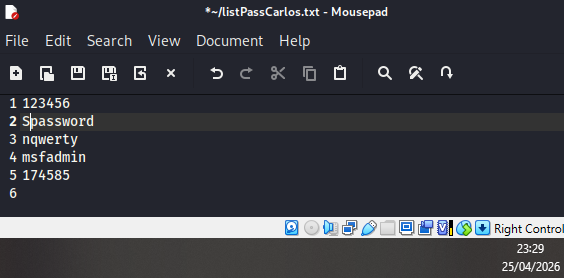 *~/listPassCarlos.txt - Mousepad
File Edit Search View Document Help
1 123456
2 Spassword
3 nqwerty
4 msfadmin
5 174585
6
Right Control
23:29
25/04/2026